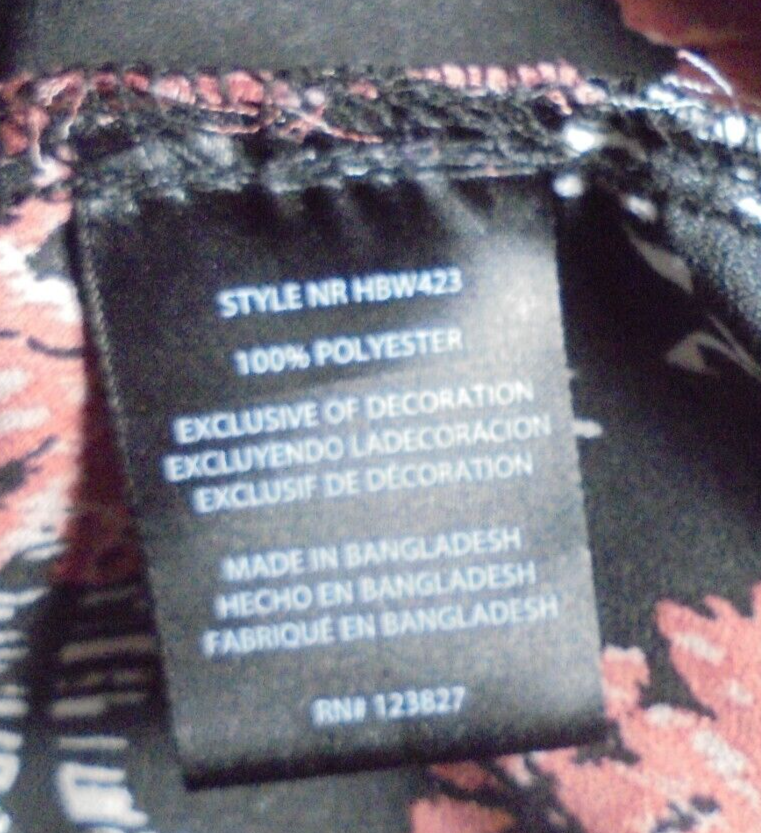 STYLE NR HBW423
100% POLYESTER
EXCLUSIVE OF DECORATION
EXCLUYENDO LADECORACION
EXCLUSIF DE DÉCORATION
MADE IN BANGLADESH
HECHO EN BANGLADESH
FABRIQUÉ EN BANGLADESH
RN# 123827